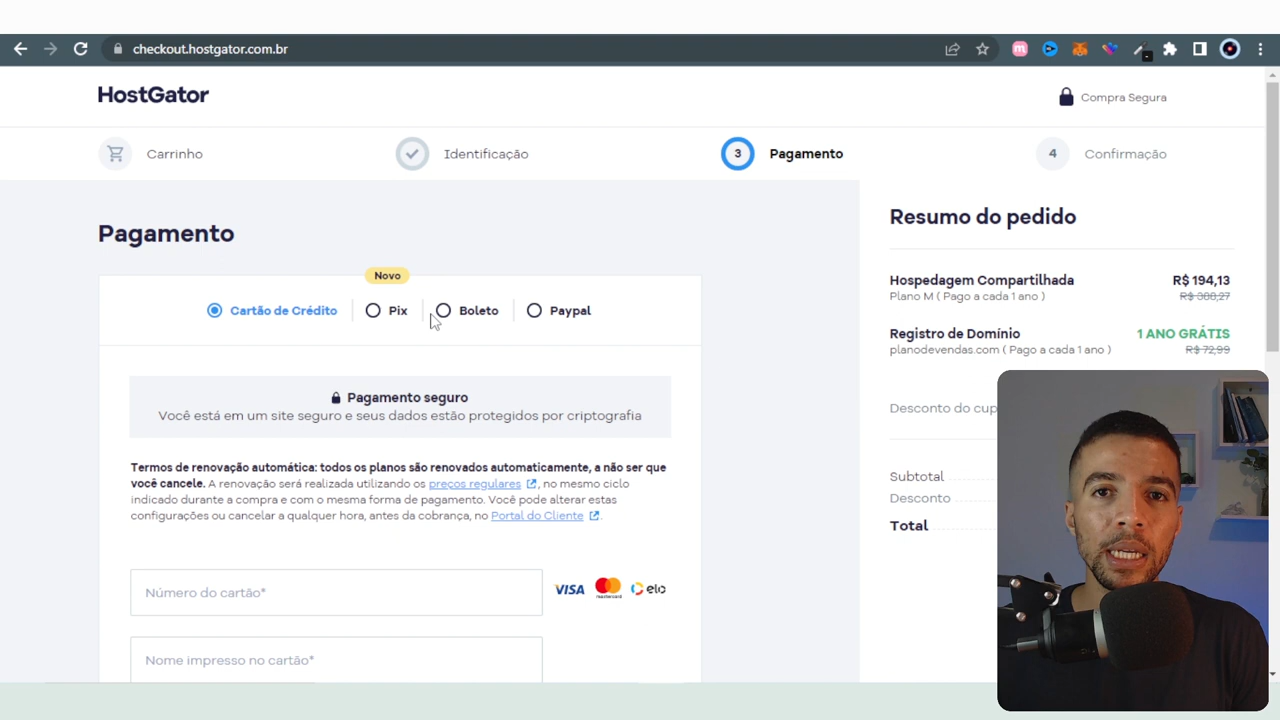 checkout.hostgator.com.br
HostGator
Compra Segura
Carrinho
Identificação
3
Pagamento
4
Confirmação
Pagamento
Novo
Cartão de Crédito
Pix
Boleto
Paypal
Pagamento seguro
Você está em um site seguro e seus dados estão protegidos por criptografia
Termos de renovação automática: todos os planos são renovados automaticamente, a não ser que
você cancele. A renovação será realizada utilizando os preços regulares , no mesmo ciclo
indicado durante a compra e com o mesma forma de pagamento. Você pode alterar estas
configurações ou cancelar a qualquer hora, antes da cobrança, no Portal do Cliente .
Número do cartão*
VISA
mastercard
elo
Nome impresso no cartão*
Resumo do pedido
Hospedagem Compartilhada
R$ 194,13
Plano M ( Pago a cada 1 ano )
R$ 388,27
Registro de Domínio
1 ANO GRÁTIS
planodevendas.com ( Pago a cada 1 ano )
R$ 72,99
Desconto do cup
Subtotal
Desconto
Total